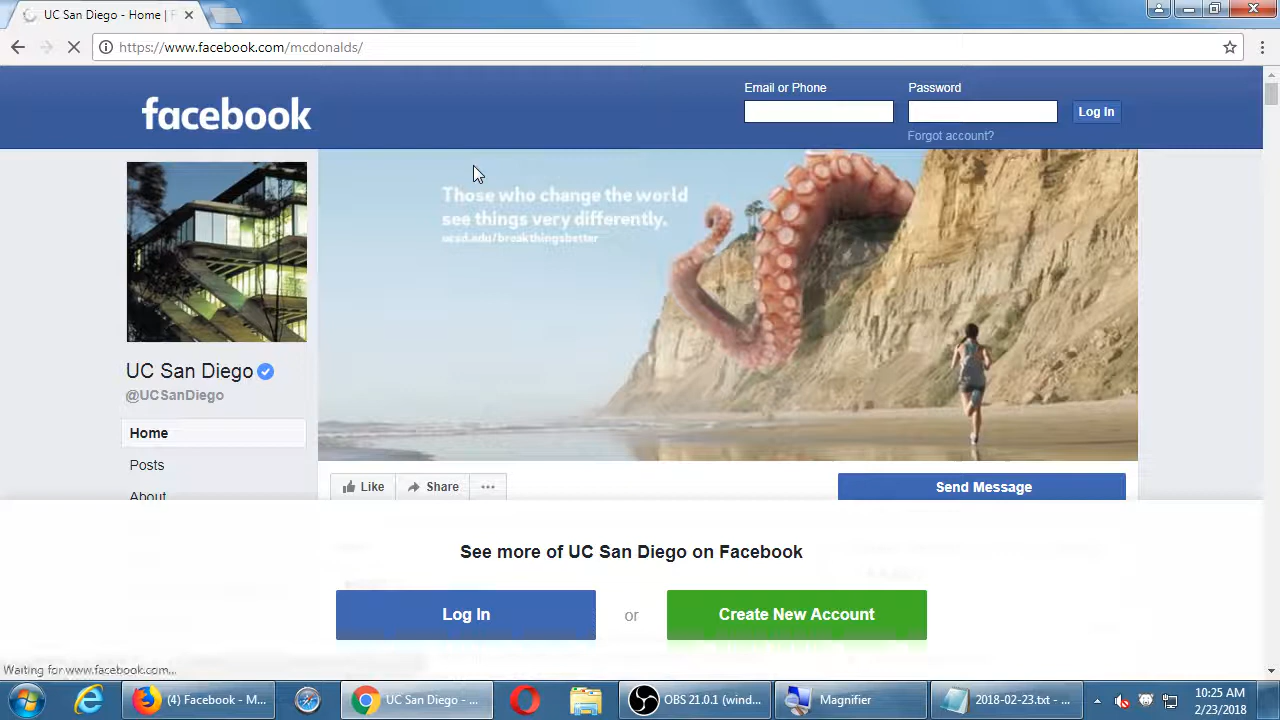 UC San Diego - Home | F
https://www.facebook.com/mcdonalds/
facebook
Email or Phone
Password
Log In
Forgot account?
Those who change the world
see things very differently.
ucsd.edu/breakthingsbetter
UC San Diego
@UCSanDiego
Home
Posts
About
Like
Share
Send Message
See more of UC San Diego on Facebook
Log In
or
Create New Account
Waiting for www.facebook.com...
(4) Facebook - M...
UC San Diego - ...
OBS 21.0.1 (wind...
Magnifier
2018-02-23.txt - ...
10:25 AM
2/23/2018